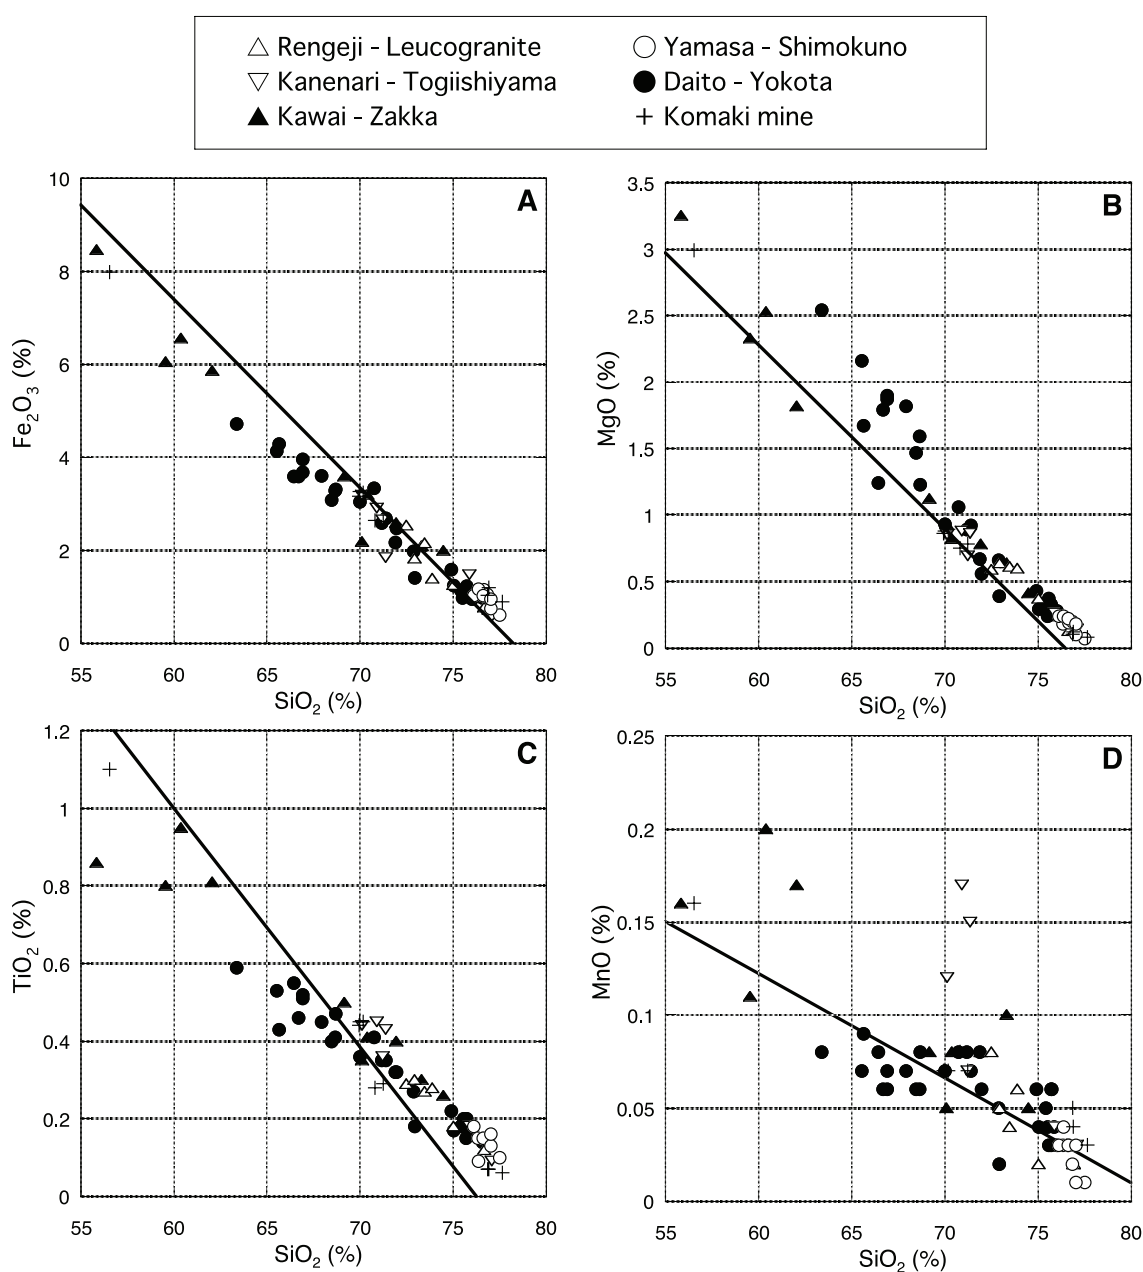 △ Rengeji - Leucogranite
○ Yamasa - Shimokuno
▽ Kanenari - Togiishiyama
● Daito - Yokota
▲ Kawai - Zakka
+ Komaki mine
A
10
8
6
4
2
0
Fe₂O₃ (%)
55 60 65 70 75 80
SiO₂ (%)
B
3.5
3
2.5
2
1.5
1
0.5
0
MgO (%)
55 60 65 70 75 80
SiO₂ (%)
C
1.2
1
0.8
0.6
0.4
0.2
0
TiO₂ (%)
55 60 65 70 75 80
SiO₂ (%)
D
0.25
0.2
0.15
0.1
0.05
0
MnO (%)
55 60 65 70 75 80
SiO₂ (%)